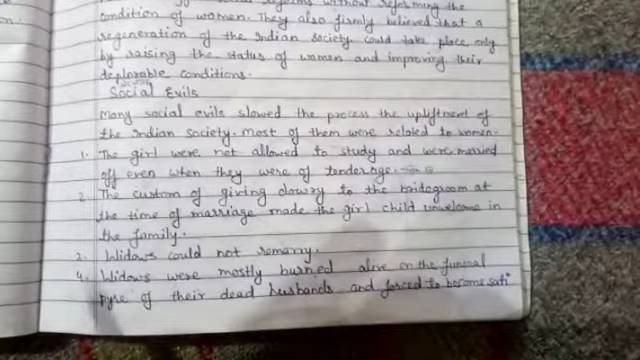 without reforming the
condition of women. They also firmly believed that a
regeneration of the Indian society could take place only
by raising the status of women and improving their
deplorable conditions.
Social Evils
Many social evils slowed the process the upliftment of
the Indian society. Most of them were related to women-
1. The girl were not allowed to study and were married
off even when they were of tender age.
2. The custom of giving dowry to the bridegroom at
the time of marriage made the girl child unwelcome in
the family.
3. Widows could not remarry.
4. Widows were mostly burned alive on the funeral
pyre of their dead husbands and forced to become sati